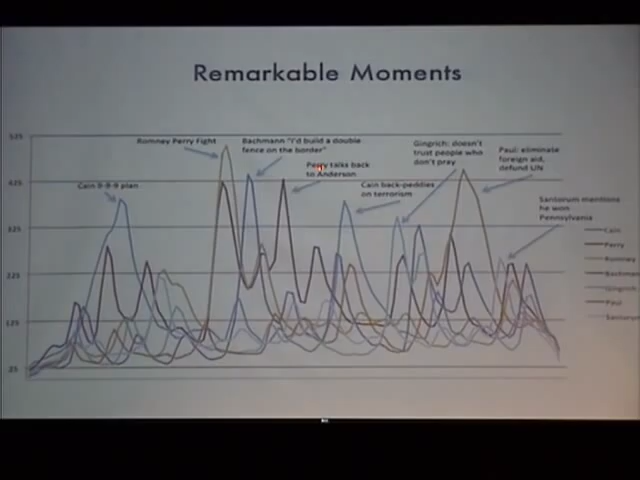 Remarkable Moments
525
425
325
225
125
25
Romney Perry Fight
Bachmann "I'd build a double
fence on the border"
Perry talks back
to Anderson
Cain 9-9-9 plan
Cain back-peddles
on terrorism
Gingrich: doesn't
trust people who
don't pray
Paul: eliminate
foreign aid,
defund UN
Santorum mentions
he won
Pennsylvania
Cain
Perry
Romney
Bachmann
Gingrich
Paul
Santorum